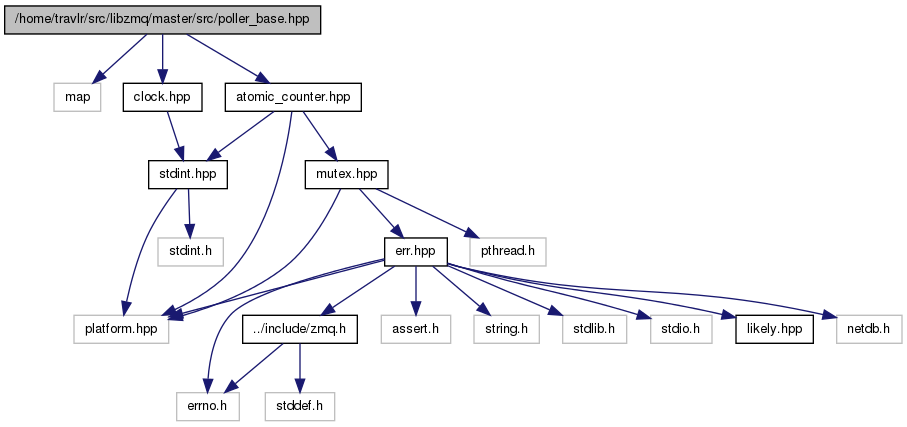 /home/travlr/src/libzmq/master/src/poller_base.hpp
map
clock.hpp
atomic_counter.hpp
stdint.hpp
mutex.hpp
stdint.h
err.hpp
pthread.h
platform.hpp
../include/zmq.h
assert.h
string.h
stdlib.h
stdio.h
likely.hpp
netdb.h
errno.h
stddef.h